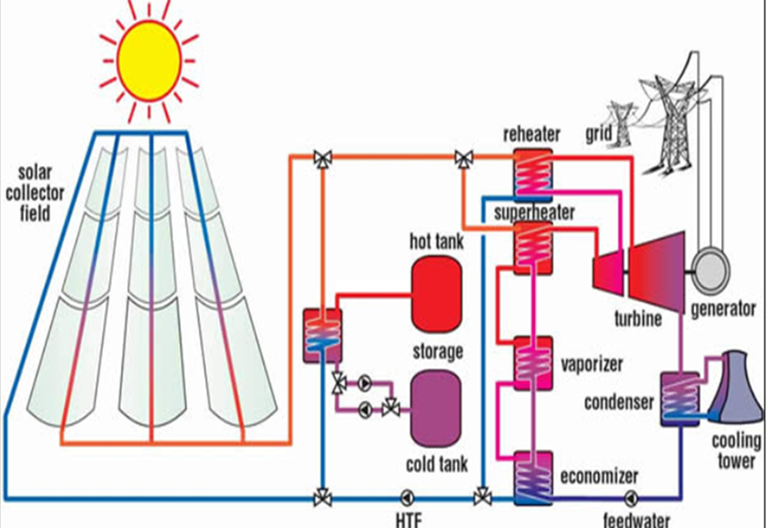 reheater
grid
solar
collector
field
superheater
hot tank
generator
turbine
storage
vaporizer
condenser
cooling
tower
cold tank
economizer
HTF
feedwater